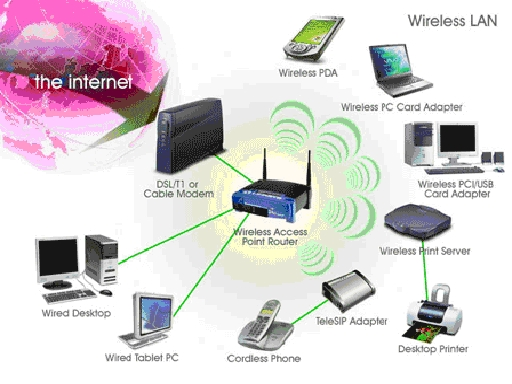 Wireless LAN
the internet
Wireless PDA
Wireless PC Card Adapter
DSL/T1 or
Cable Modem
Wireless PCI/USB
Card Adapter
Wireless Access
Point Router
Wireless Print Server
Wired Desktop
TeleSIP Adapter
Wired Tablet PC
Cordless Phone
Desktop Printer